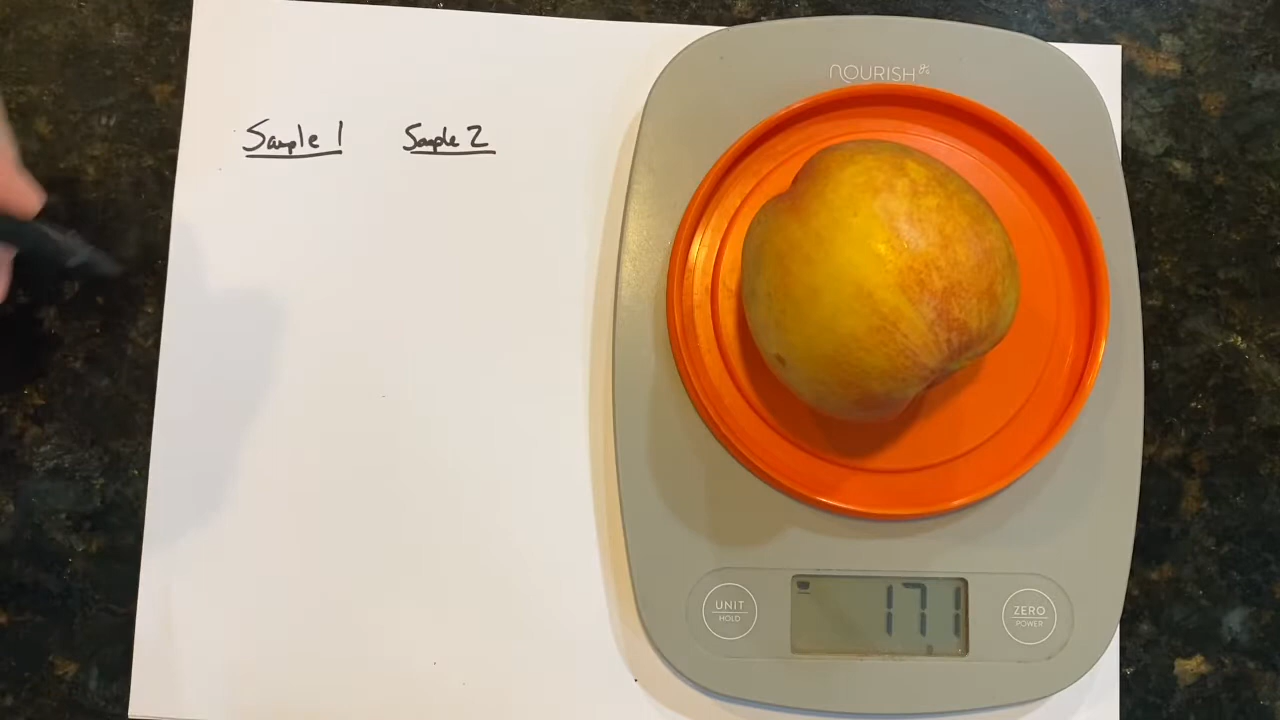 NOURISH
Sample 1 Sample 2
UNIT
HOLD
171
g
ZERO
POWER